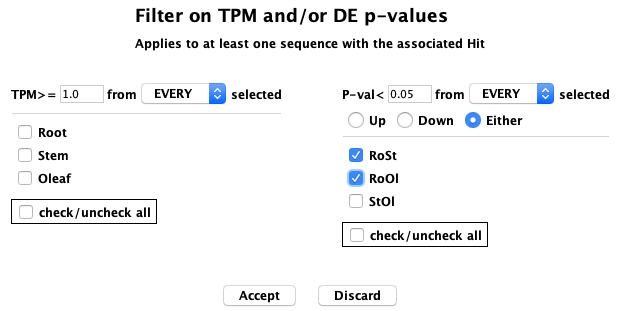 Filter on TPM and/or DE p-values
Applies to at least one sequence with the associated Hit
TPM>= 1.0 from EVERY selected
Root
Stem
Oleaf
check/uncheck all
P-val< 0.05 from EVERY selected
Up Down Either
RoSt
RoOl
StOl
check/uncheck all
Accept Discard